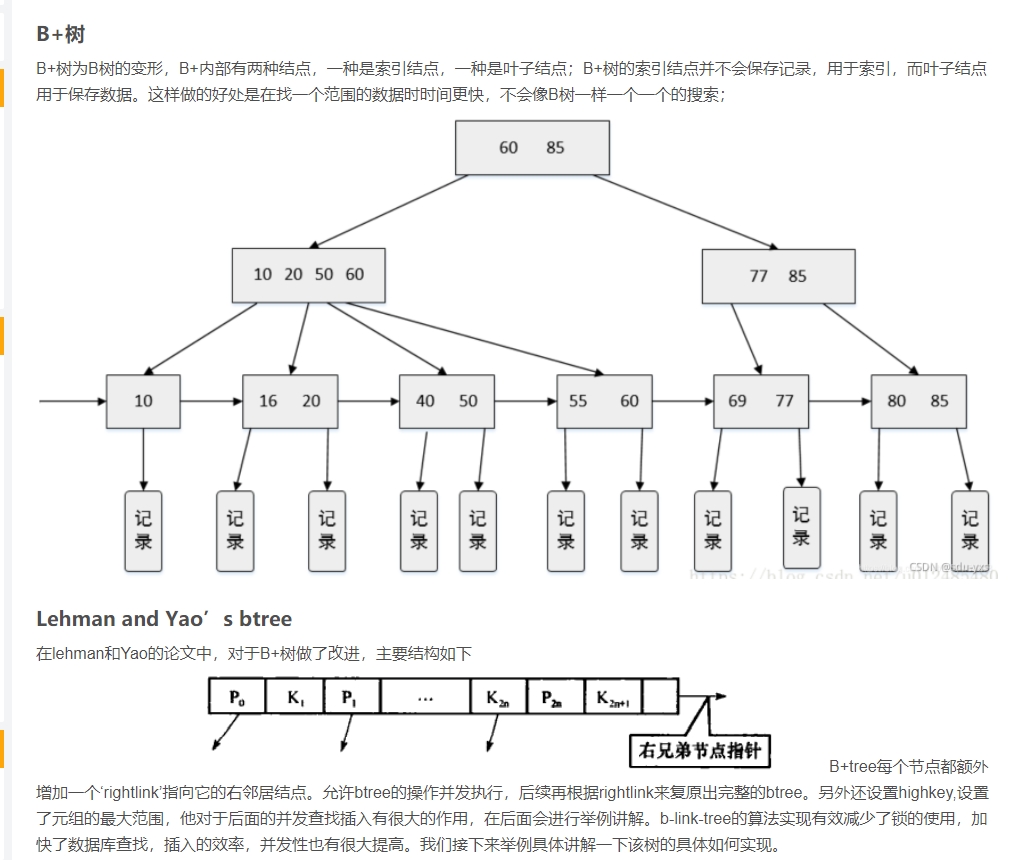 B+树
B+树为B树的变形，B+内部有两种结点，一种是索引结点，一种是叶子结点；B+树的索引结点并不会保存记录，用于索引，而叶子结点
用于保存数据。这样做的好处是在找一个范围的数据时时间更快，不会像B树一样一个一个的搜索；
60 85
10 20 50 60
77 85
10
16 20
40 50
55 60
69 77
80 85
记录
记录
记录
记录
记录
记录
记录
记录
记录
记录
记录
Lehman and Yao’s btree
在lehman和Yao的论文中，对于B+树做了改进，主要结构如下
P0 K1 P1 … K2n P2n K2n+1
右兄弟节点指针
B+tree每个节点都额外
增加一个‘rightlink’指向它的右邻居结点。允许btree的操作并发执行，后续再根据rightlink来复原出完整的btree。另外还设置highkey,设置
了元组的最大范围，他对于后面的并发查找插入有很大的作用，在后面会进行举例讲解。b-link-tree的算法实现有效减少了锁的使用，加
快了数据库查找，插入的效率，并发性也有很大提高。我们接下来举例具体讲解一下该树的具体如何实现。